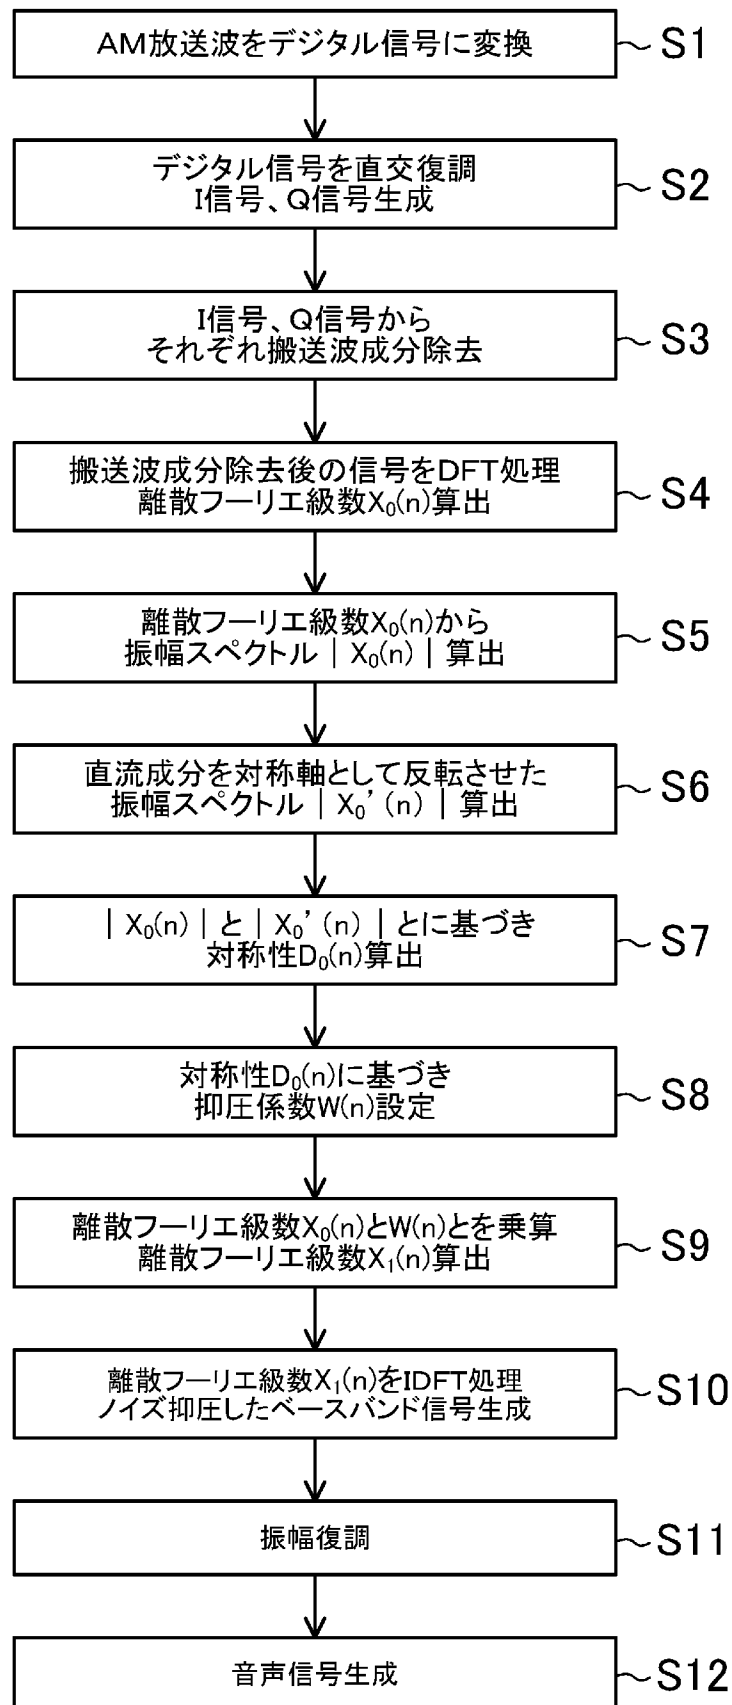 AM放送波をデジタル信号に変換
S1
デジタル信号を直交復調
I信号、Q信号生成
S2
I信号、Q信号から
それぞれ搬送波成分除去
S3
搬送波成分除去後の信号をDFT処理
離散フーリエ級数X₀(n)算出
S4
離散フーリエ級数X₀(n)から
振幅スペクトル|X₀(n)|算出
S5
直流成分を対称軸として反転させた
振幅スペクトル|X₀’(n)|算出
S6
|X₀(n)|と|X₀’(n)|とに基づき
対称性D₀(n)算出
S7
対称性D₀(n)に基づき
抑圧係数W(n)設定
S8
離散フーリエ級数X₀(n)とW(n)とを乗算
離散フーリエ級数X₁(n)算出
S9
離散フーリエ級数X₁(n)をIDFT処理
ノイズ抑圧したベースバンド信号生成
S10
振幅復調
S11
音声信号生成
S12